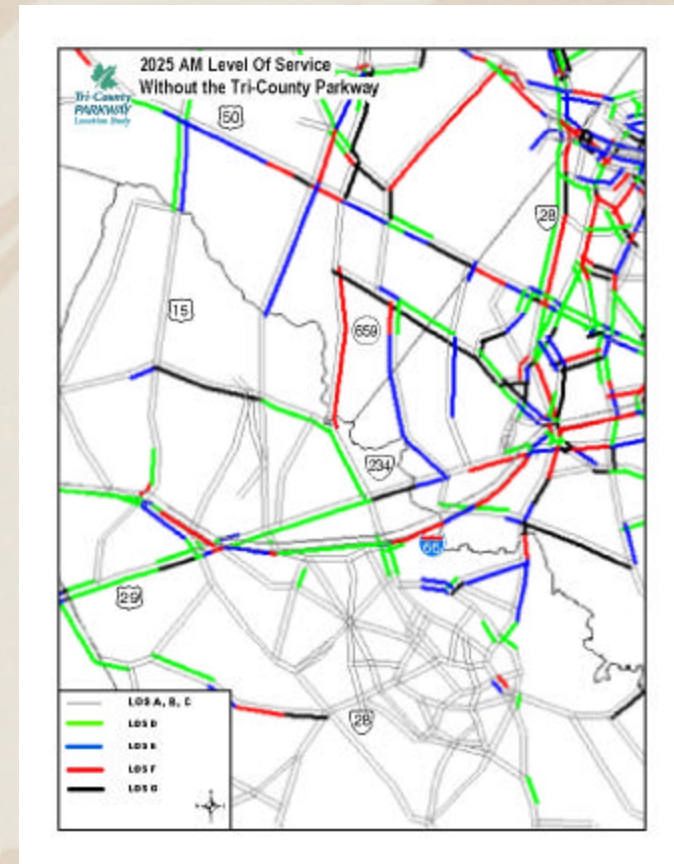 2025 AM Level Of Service
Without the Tri-County Parkway
Tri-County
PARKWAY
Location Study
50
28
15
659
234
66
29
28
LOS A, B, C
LOS D
LOS E
LOS F
LOS G